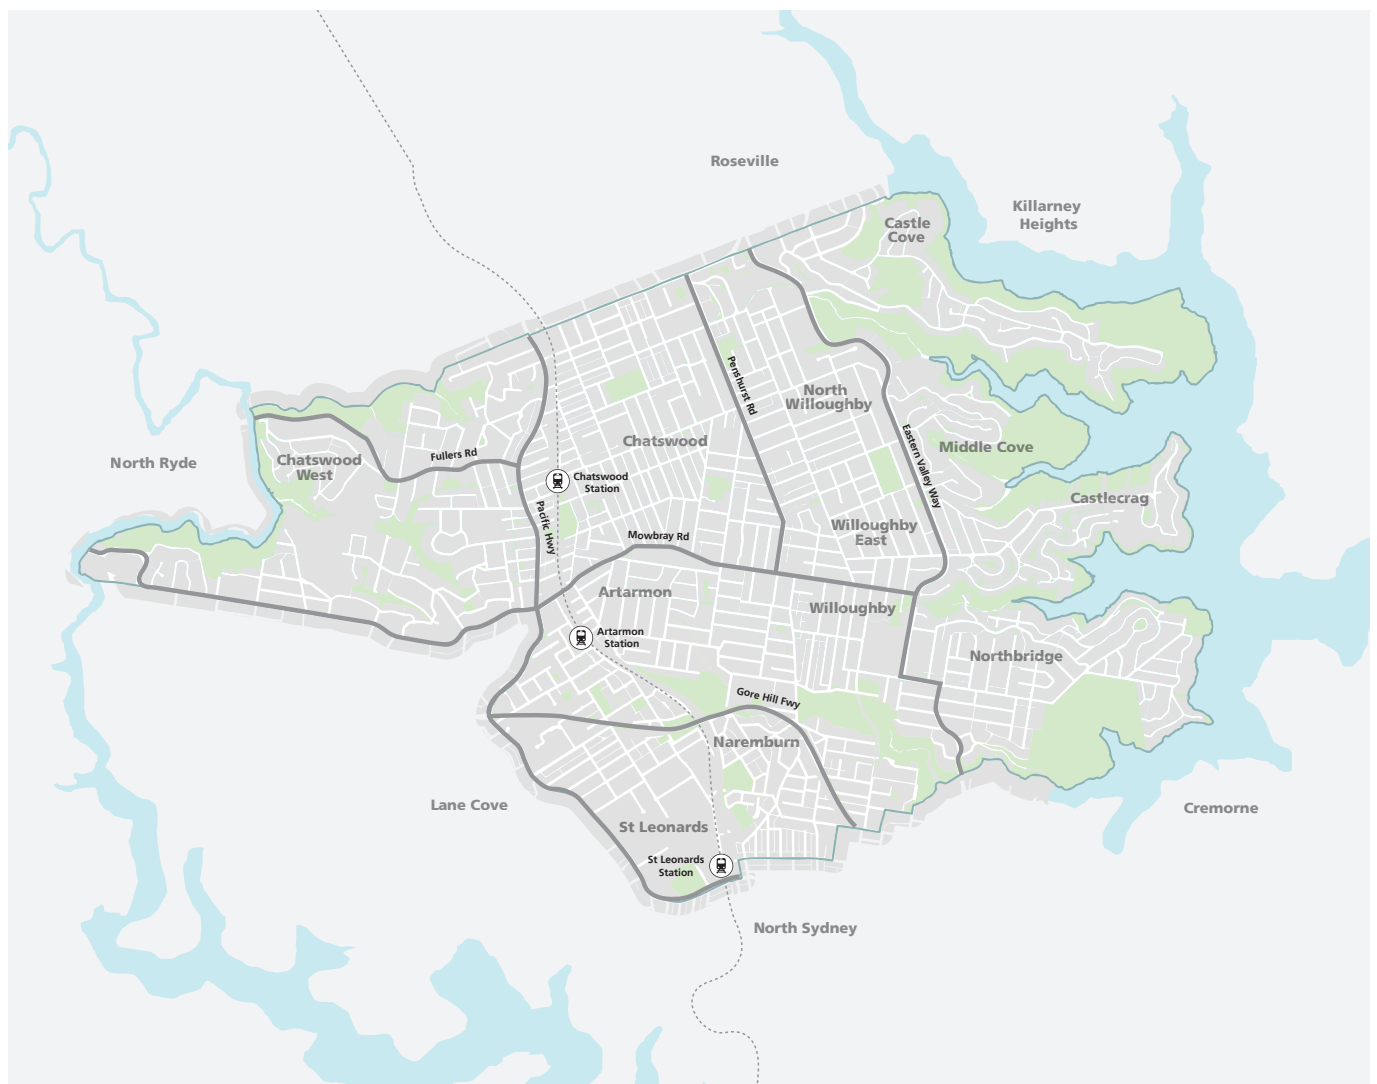 Roseville
Killarney
Heights
Castle
Cove
North Ryde
Chatswood
West
Fullers Rd
Chatswood
Penshurst Rd
North
Willoughby
Eastern Valley Way
Middle Cove
Castlecrag
Chatswood
Station
Pacific Hwy
Mowbray Rd
Willoughby
East
Artarmon
Willoughby
Artarmon
Station
Northbridge
Gore Hill Fwy
Naremburn
Lane Cove
St Leonards
Cremorne
St Leonards
Station
North Sydney